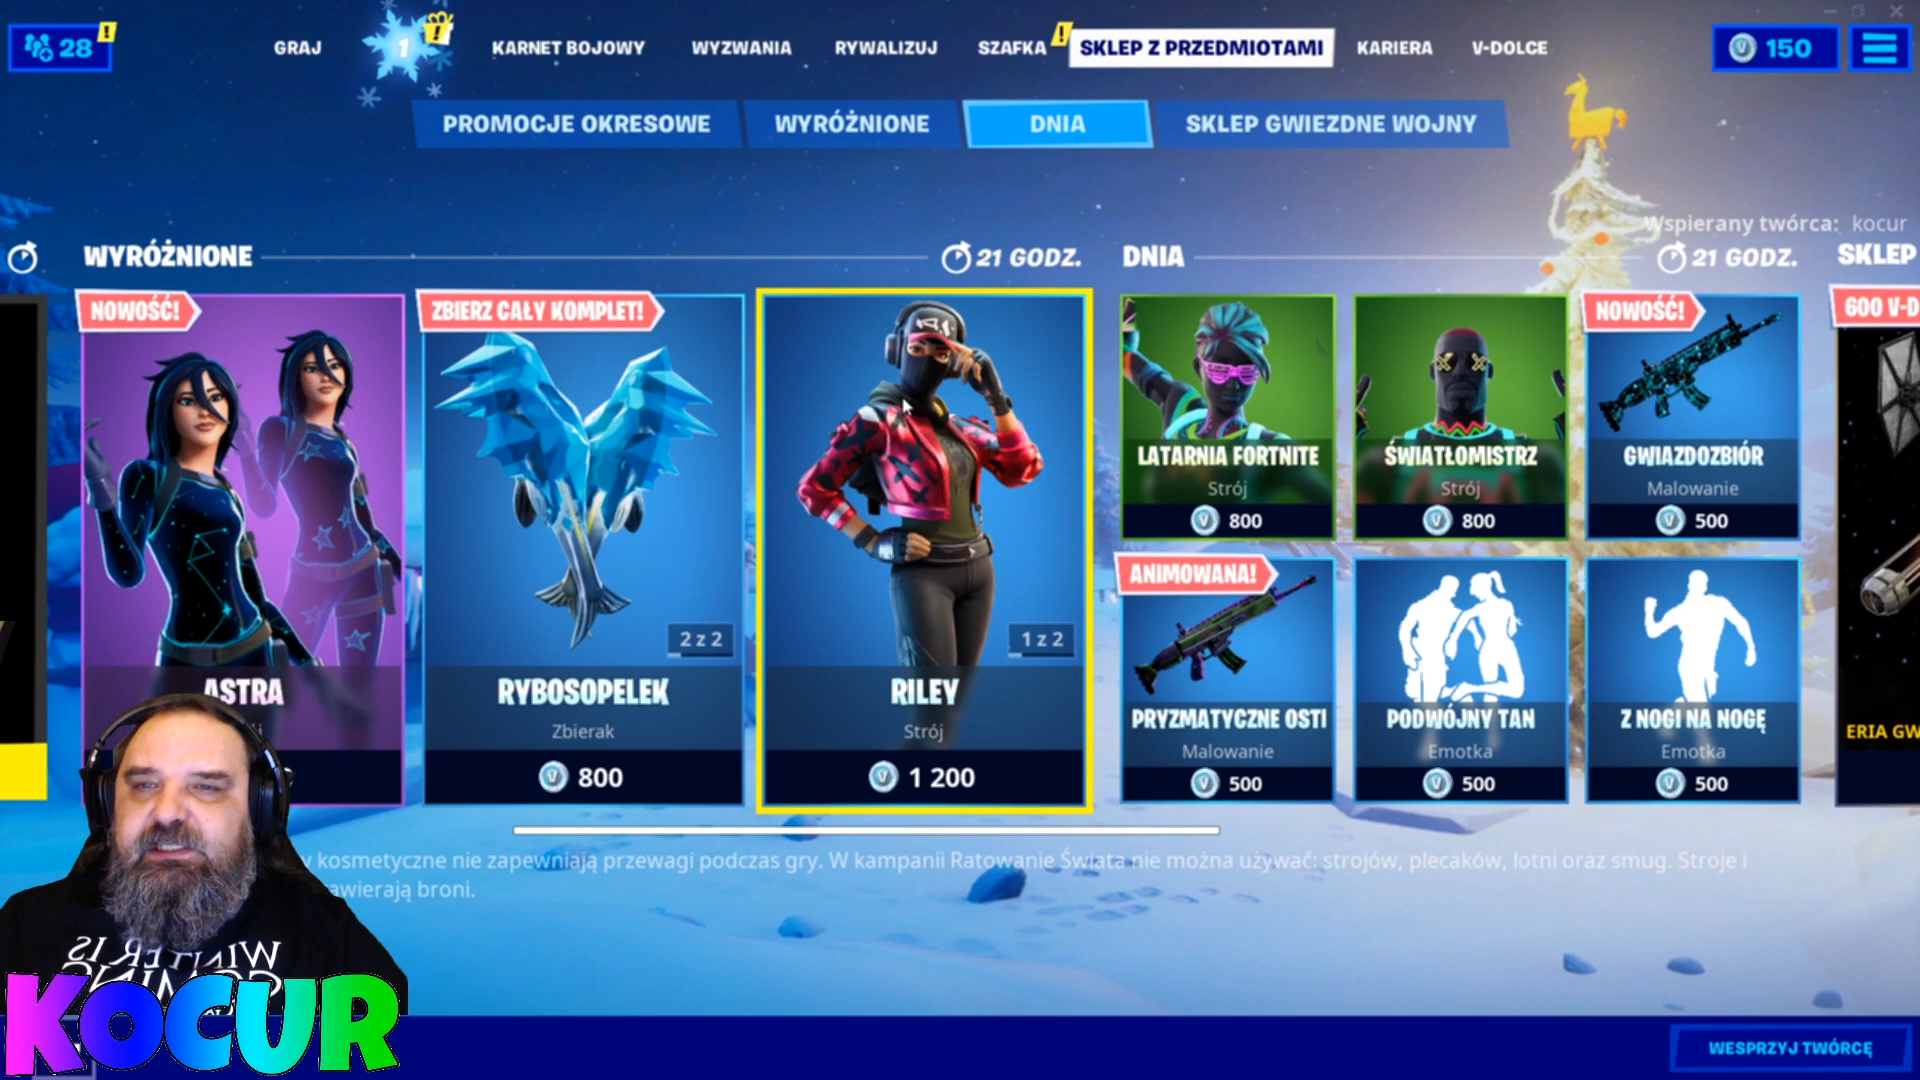 28
!
GRAJ
1
!
KARNET BOJOWY
WYZWANIA
RYWALIZUJ
SZAFKA
!
SKLEP Z PRZEDMIOTAMI
KARIERA
V-DOLCE
150
PROMOCJE OKRESOWE
WYRÓŻNIONE
DNIA
SKLEP GWIEZDNE WOJNY
Wspierany twórca: kocur
WYRÓŻNIONE
21 GODZ.
DNIA
21 GODZ.
SKLEP
NOWOŚĆ!
ASTRA
ZBIERZ CAŁY KOMPLET!
2 z 2
RYBOSOPELEK
Zbierak
800
1 z 2
RILEY
Strój
1 200
LATARNIA FORTNITE
Strój
800
ŚWIATŁOMISTRZ
Strój
800
NOWOŚĆ!
GWIAZDOZBIÓR
Malowanie
500
600 V-D
ANIMOWANA!
PRYZMATYCZNE OSTI
Malowanie
500
PODWÓJNY TAN
Emotka
500
Z NOGI NA NOGĘ
Emotka
500
ERIA GW
y kosmetyczne nie zapewniają przewagi podczas gry. W kampanii Ratowanie Świata nie można używać: strojów, plecaków, lotni oraz smug. Stroje i
awierają broni.
WINTER IS
COMING
KOCUR
WESPRZYJ TWÓRCĘ